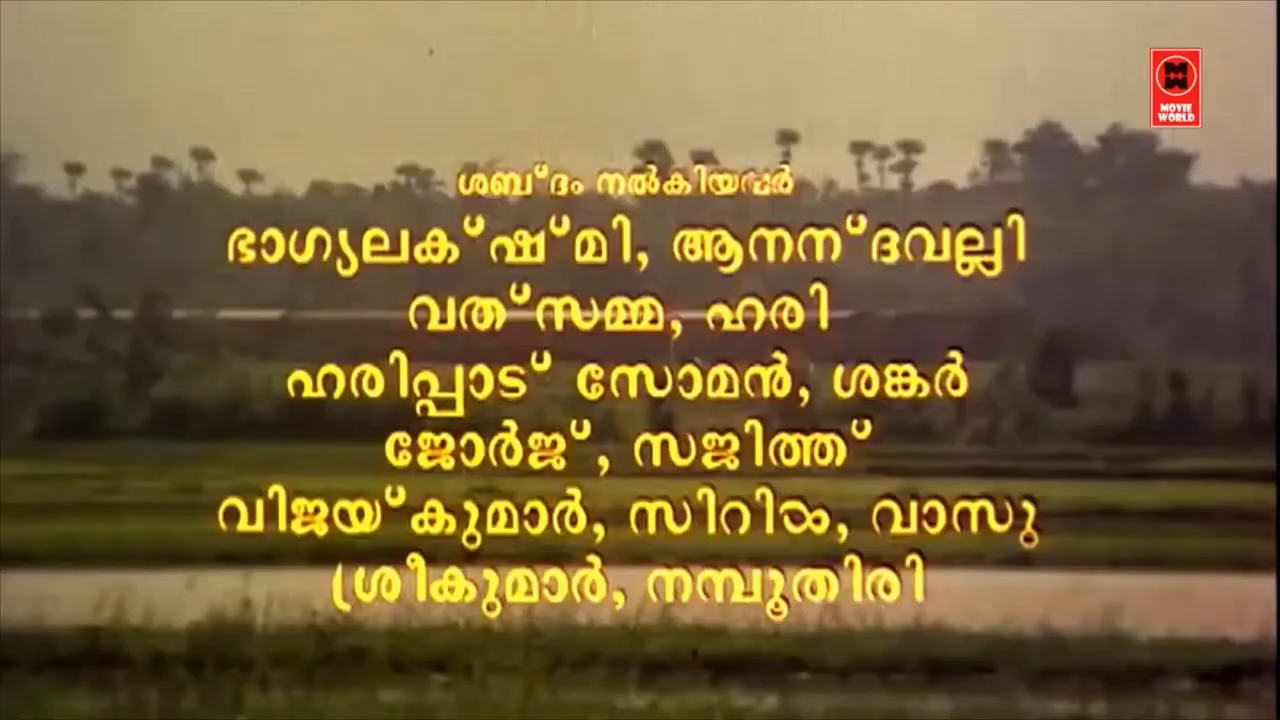 MOVIE
WORLD
ശബ്ദം നൽകിയവർ
ഭാഗ്യലക്ഷ്മി, ആനന്ദവല്ലി
വത്സമ്മ, ഹരി
ഹരിപ്പാട് സോമൻ, ശങ്കർ
ജോർജ്, സജിത്ത്
വിജയ്കുമാർ, വാസു
ശ്രീകുമാർ, നമ്പൂതിരി